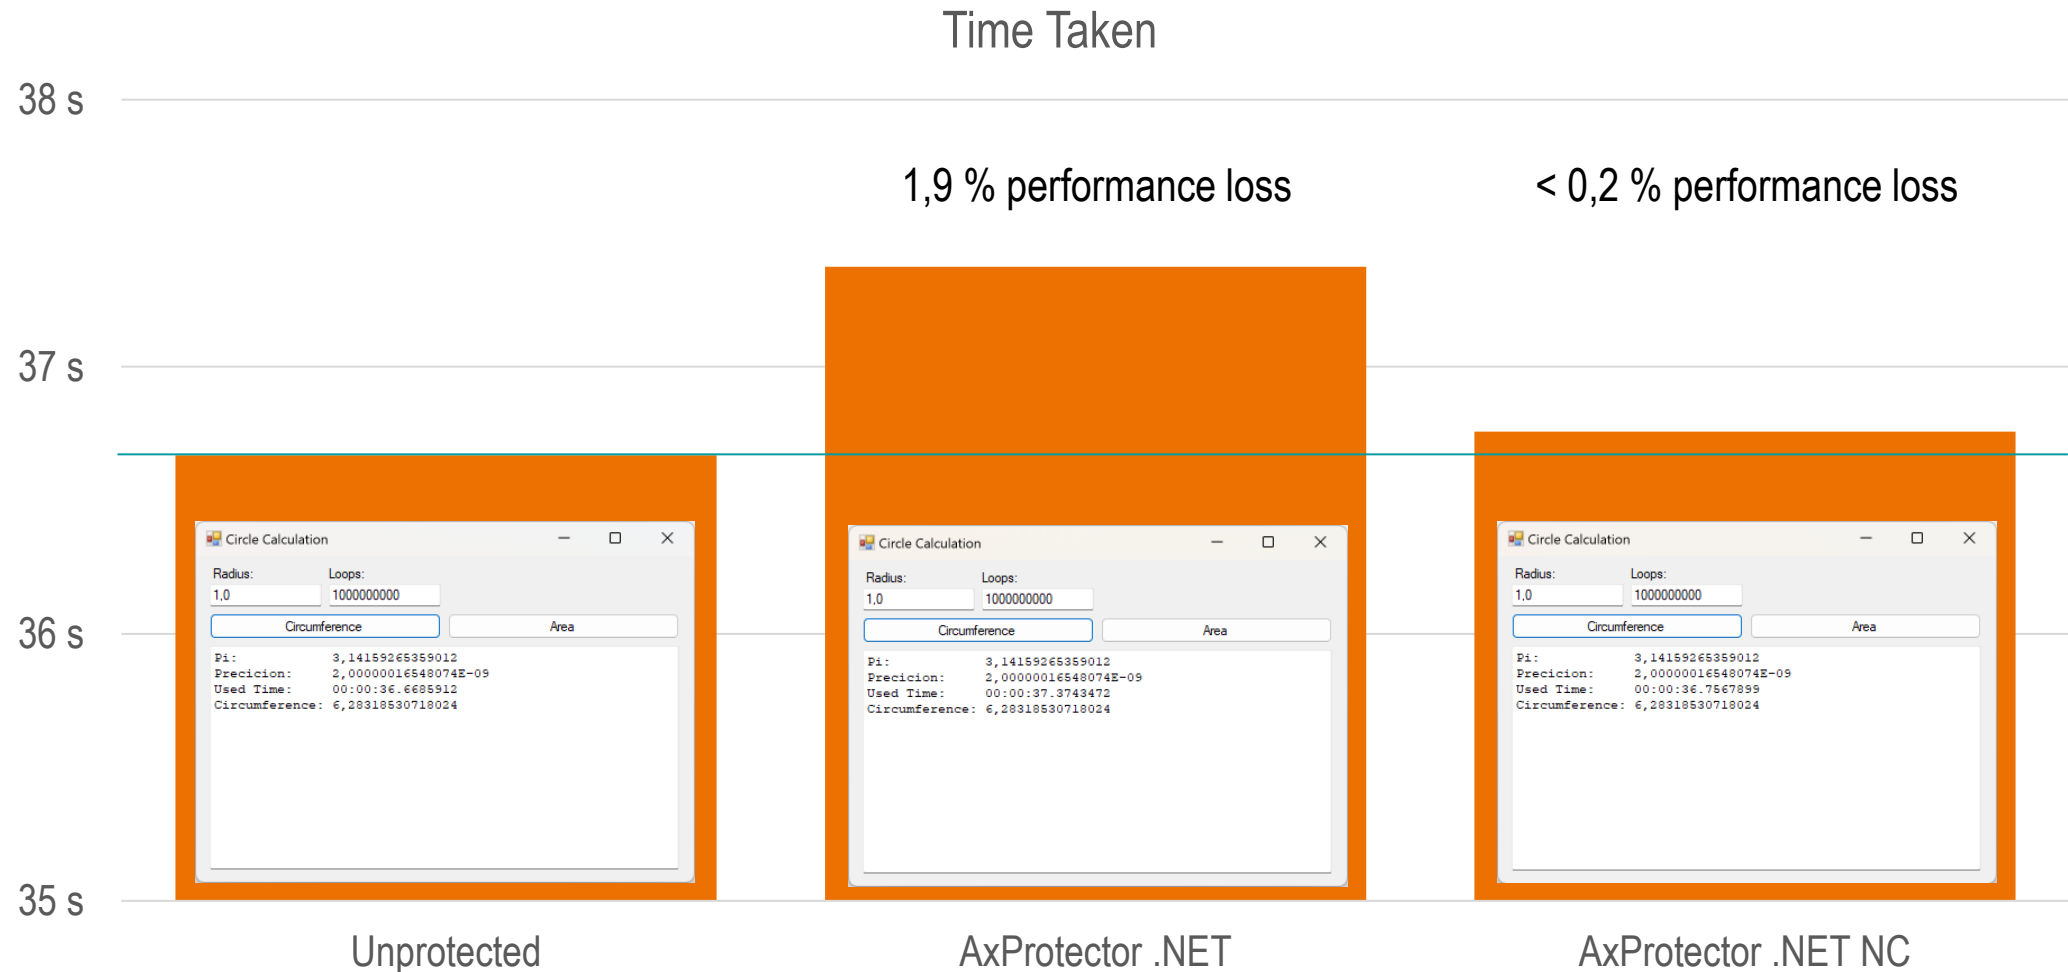 Time Taken
38 s
1,9 % performance loss
< 0,2 % performance loss
37 s
36 s
35 s
Circle Calculation
Radius: Loops:
1,0 1000000000
Circumference Area
Pi: 3,14159265359012
Precicion: 2,00000016548074E-09
Used Time: 00:00:36.6685912
Circumference: 6,28318530718024
Circle Calculation
Radius: Loops:
1,0 1000000000
Circumference Area
Pi: 3,14159265359012
Precicion: 2,00000016548074E-09
Used Time: 00:00:37.3743472
Circumference: 6,28318530718024
Circle Calculation
Radius: Loops:
1,0 1000000000
Circumference Area
Pi: 3,14159265359012
Precicion: 2,00000016548074E-09
Used Time: 00:00:36.7567899
Circumference: 6,28318530718024
Unprotected
AxProtector .NET
AxProtector .NET NC